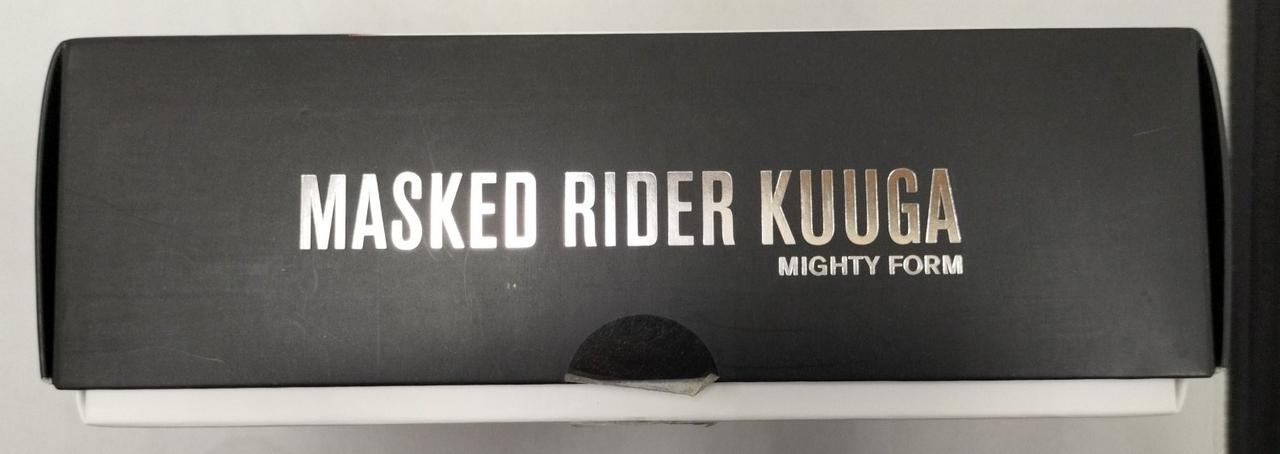 MASKED RIDER KUUGA
MIGHTY FORM